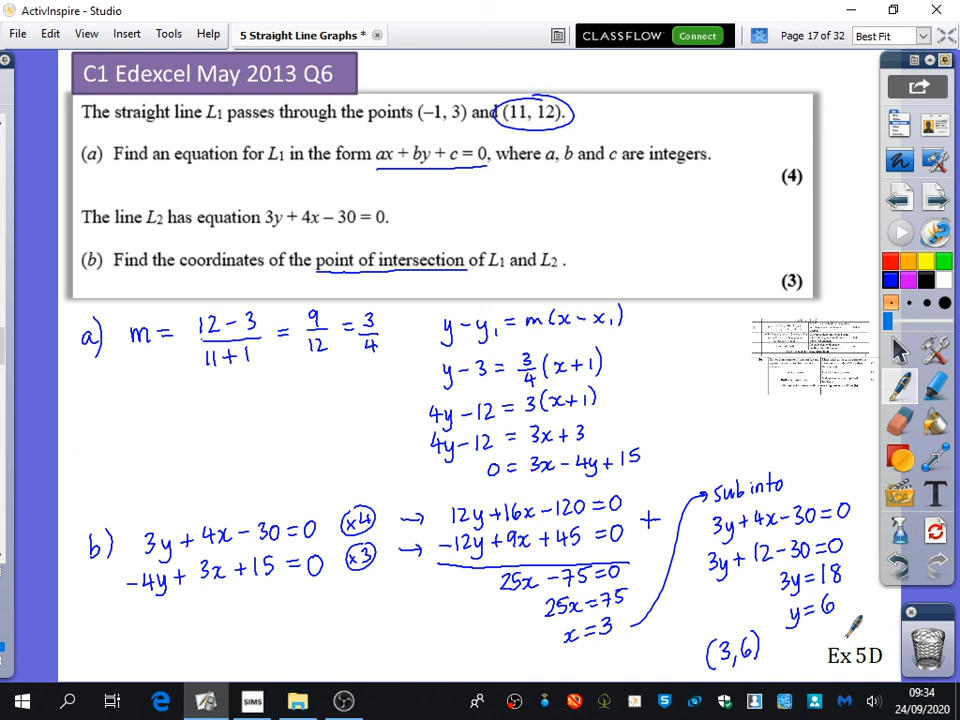 ActivInspire - Studio
File Edit View Insert Tools Help
5 Straight Line Graphs *
CLASSFLOW Connect
Page 17 of 32
Best Fit
C1 Edexcel May 2013 Q6
The straight line L₁ passes through the points (–1, 3) and (11, 12).
(a) Find an equation for L₁ in the form ax + by + c = 0, where a, b and c are integers.
(4)
The line L₂ has equation 3y + 4x – 30 = 0.
(b) Find the coordinates of the point of intersection of L₁ and L₂ .
(3)
a) m = (12 - 3)/(11 + 1) = 9/12 = 3/4
y - y₁ = m(x - x₁)
y - 3 = 3/4 (x + 1)
4y - 12 = 3(x + 1)
4y - 12 = 3x + 3
0 = 3x - 4y + 15
b) 3y + 4x - 30 = 0 ×4 →
-4y + 3x + 15 = 0 ×3 →
12y + 16x - 120 = 0
-12y + 9x + 45 = 0 +
25x - 75 = 0
25x = 75
x = 3
sub into
3y + 4x - 30 = 0
3y + 12 - 30 = 0
3y = 18
y = 6
(3, 6)
Ex 5D
SIMS
09:34
24/09/2020